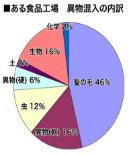 ■ある食品工場 異物混入の内訳
化学 2%
生物 16%
土
異物(硬) 6%
虫 12%
異物(軟) 16%
髪の毛 46%